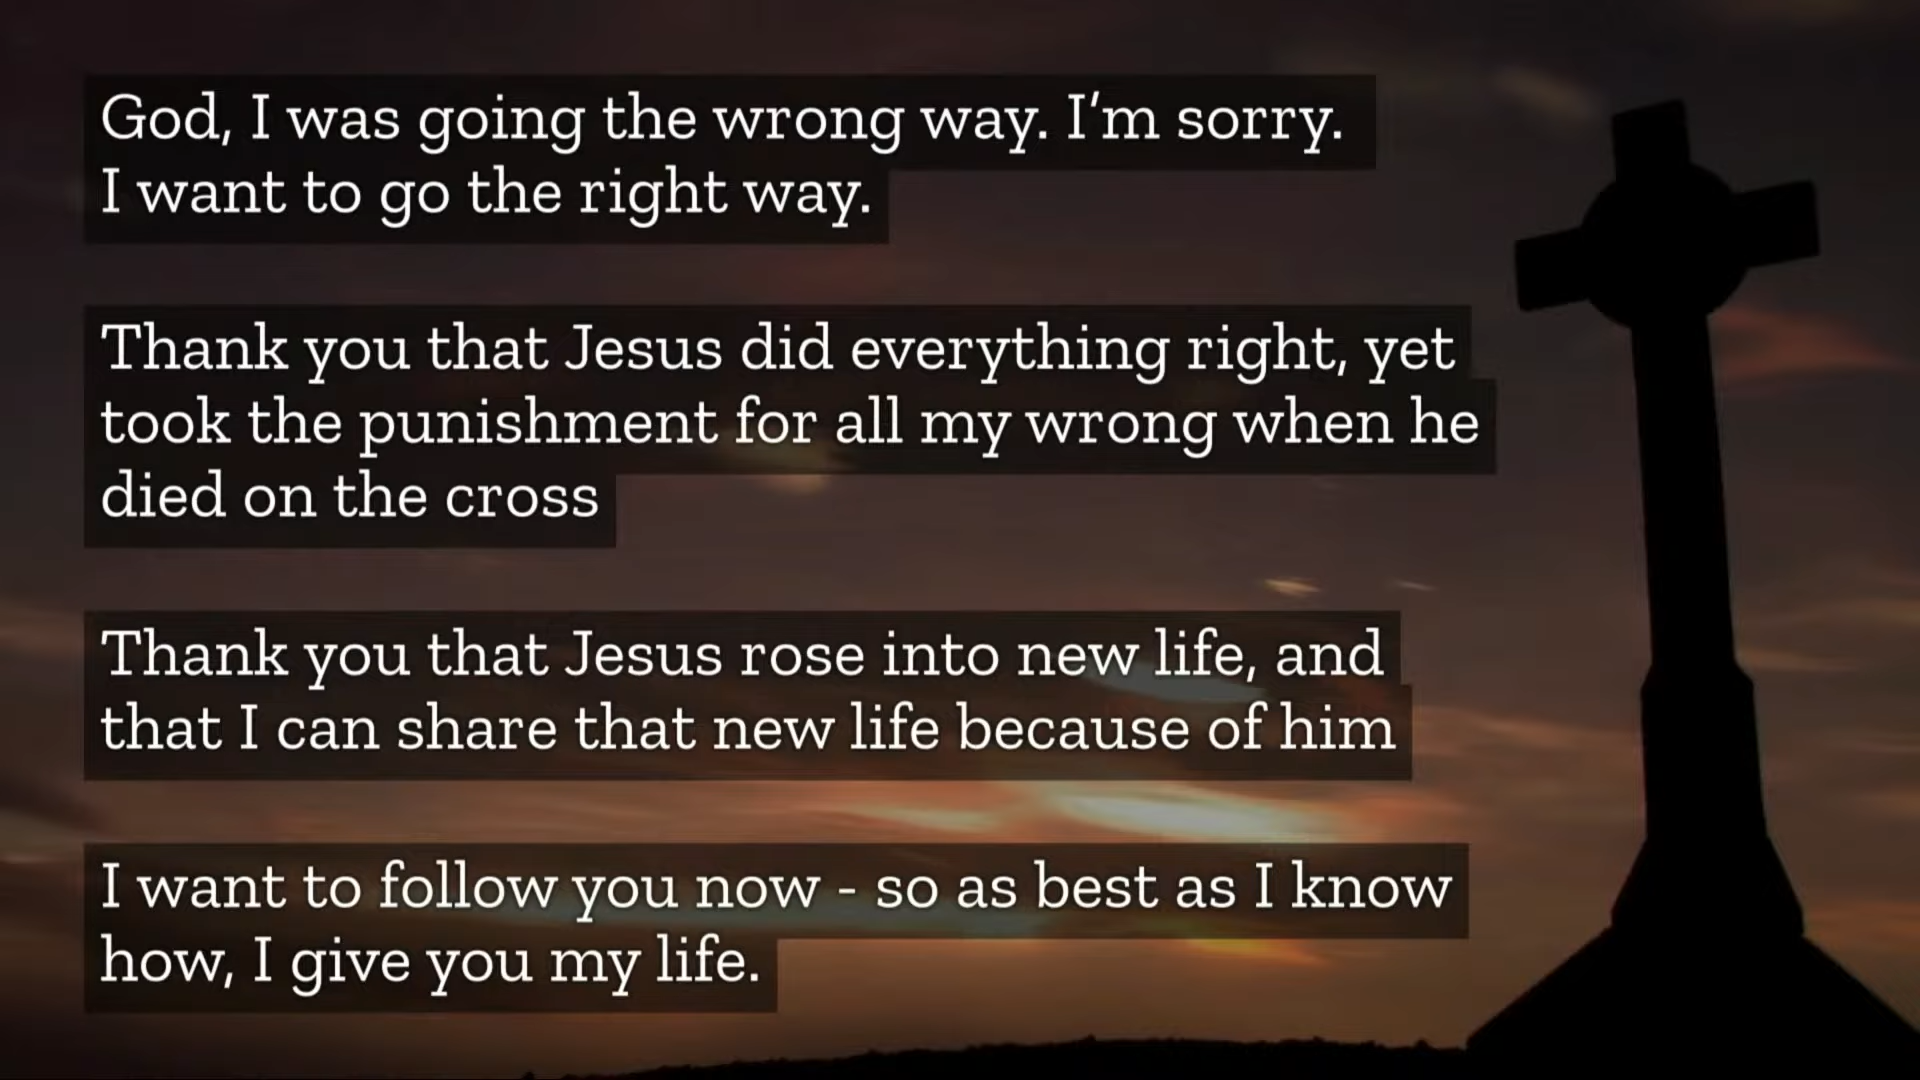 God, I was going the wrong way. I’m sorry.
I want to go the right way.
Thank you that Jesus did everything right, yet
took the punishment for all my wrong when he
died on the cross
Thank you that Jesus rose into new life, and
that I can share that new life because of him
I want to follow you now - so as best as I know
how, I give you my life.